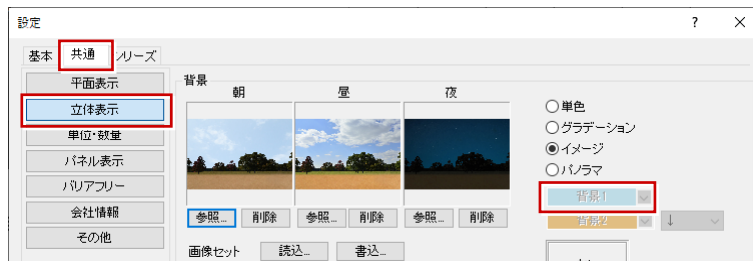 設定 ? ×
基本 共通 シリーズ
平面表示
立体表示
単位・数量
パネル表示
バリアフリー
会社情報
その他
背景
朝 昼 夜
参照... 削除 参照... 削除 参照... 削除
画像セット 読込... 書込...
単色
グラデーション
イメージ
パノラマ
背景1
背景2 ↓